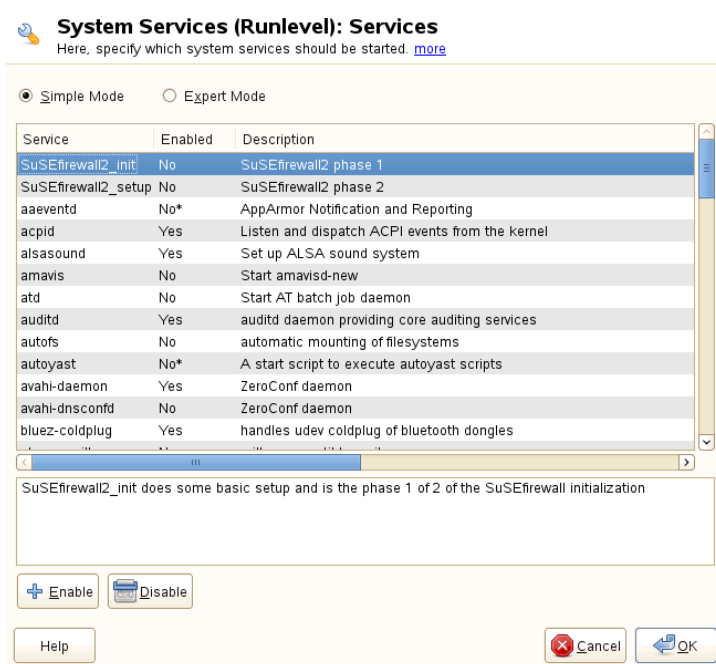 System Services (Runlevel): Services
Here, specify which system services should be started. more
Simple Mode Expert Mode
Service Enabled Description
SuSEfirewall2_init No SuSEfirewall2 phase 1
SuSEfirewall2_setup No SuSEfirewall2 phase 2
aaeventd No* AppArmor Notification and Reporting
acpid Yes Listen and dispatch ACPI events from the kernel
alsasound Yes Set up ALSA sound system
amavis No Start amavisd-new
atd No Start AT batch job daemon
auditd Yes auditd daemon providing core auditing services
autofs No automatic mounting of filesystems
autoyast No* A start script to execute autoyast scripts
avahi-daemon Yes ZeroConf daemon
avahi-dnsconfd No ZeroConf daemon
bluez-coldplug Yes handles udev coldplug of bluetooth dongles
SuSEfirewall2_init does some basic setup and is the phase 1 of 2 of the SuSEfirewall initialization
Enable Disable
Help Cancel OK